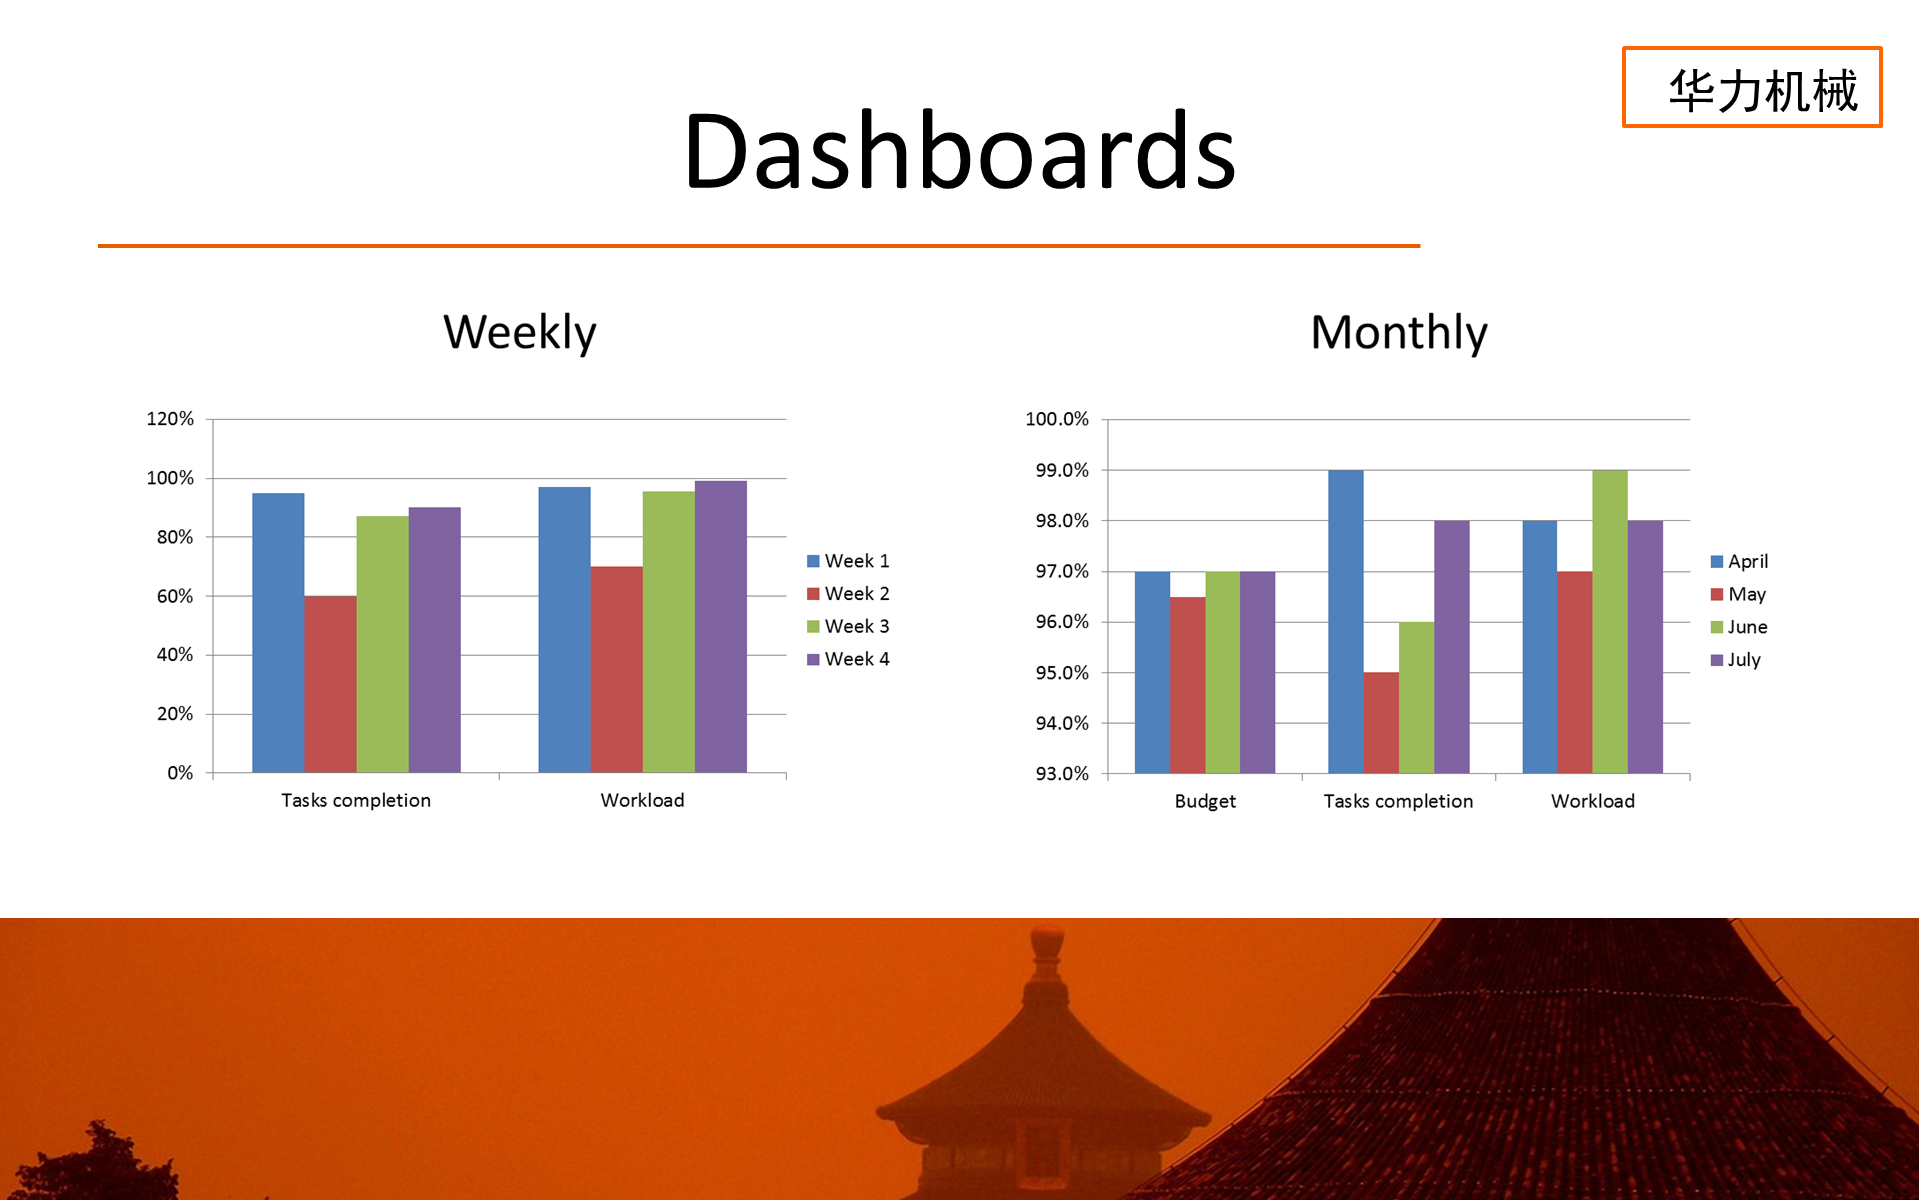 华力机械
Dashboards
Weekly
120%
100%
80%
60%
40%
20%
0%
Tasks completion
Workload
Week 1
Week 2
Week 3
Week 4
Monthly
100.0%
99.0%
98.0%
97.0%
96.0%
95.0%
94.0%
93.0%
Budget
Tasks completion
Workload
April
May
June
July